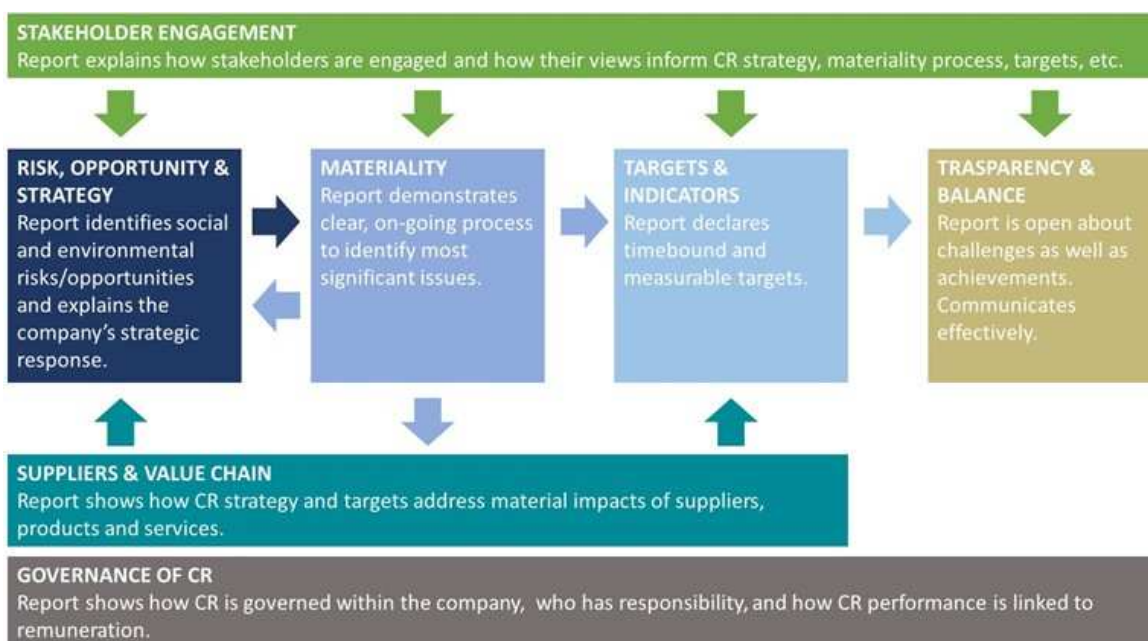 STAKEHOLDER ENGAGEMENT
Report explains how stakeholders are engaged and how their views inform CR strategy, materiality process, targets, etc.
RISK, OPPORTUNITY &
STRATEGY
Report identifies social
and environmental
risks/opportunities
and explains the
company's strategic
response.
MATERIALITY
Report demonstrates
clear, on-going process
to identify most
significant issues.
TARGETS &
INDICATORS
Report declares
timebound and
measurable targets.
TRASPARENCY &
BALANCE
Report is open about
challenges as well as
achievements.
Communicates
effectively.
SUPPLIERS & VALUE CHAIN
Report shows how CR strategy and targets address material impacts of suppliers,
products and services.
GOVERNANCE OF CR
Report shows how CR is governed within the company, who has responsibility, and how CR performance is linked to
remuneration.